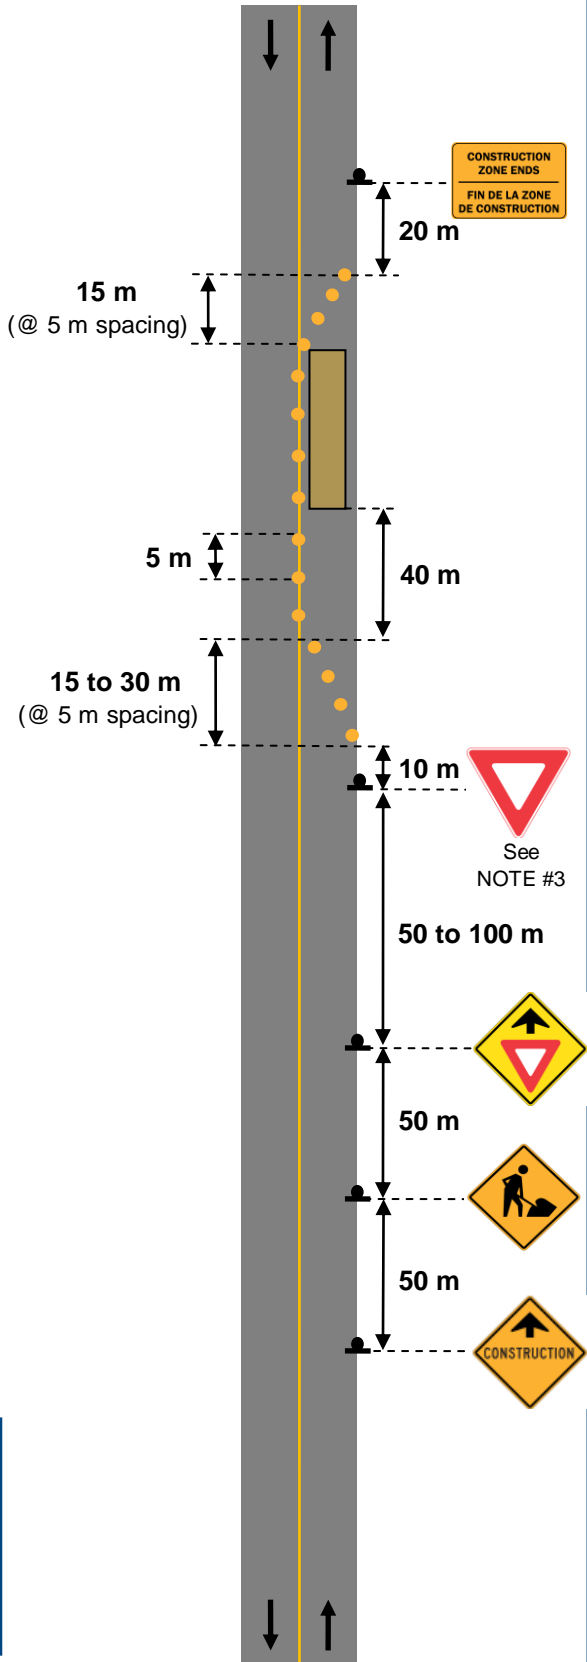 CONSTRUCTION
ZONE ENDS
FIN DE LA ZONE
DE CONSTRUCTION
20 m
15 m
(@ 5 m spacing)
5 m
40 m
15 to 30 m
(@ 5 m spacing)
10 m
See
NOTE #3
50 to 100 m
50 m
50 m
CONSTRUCTION